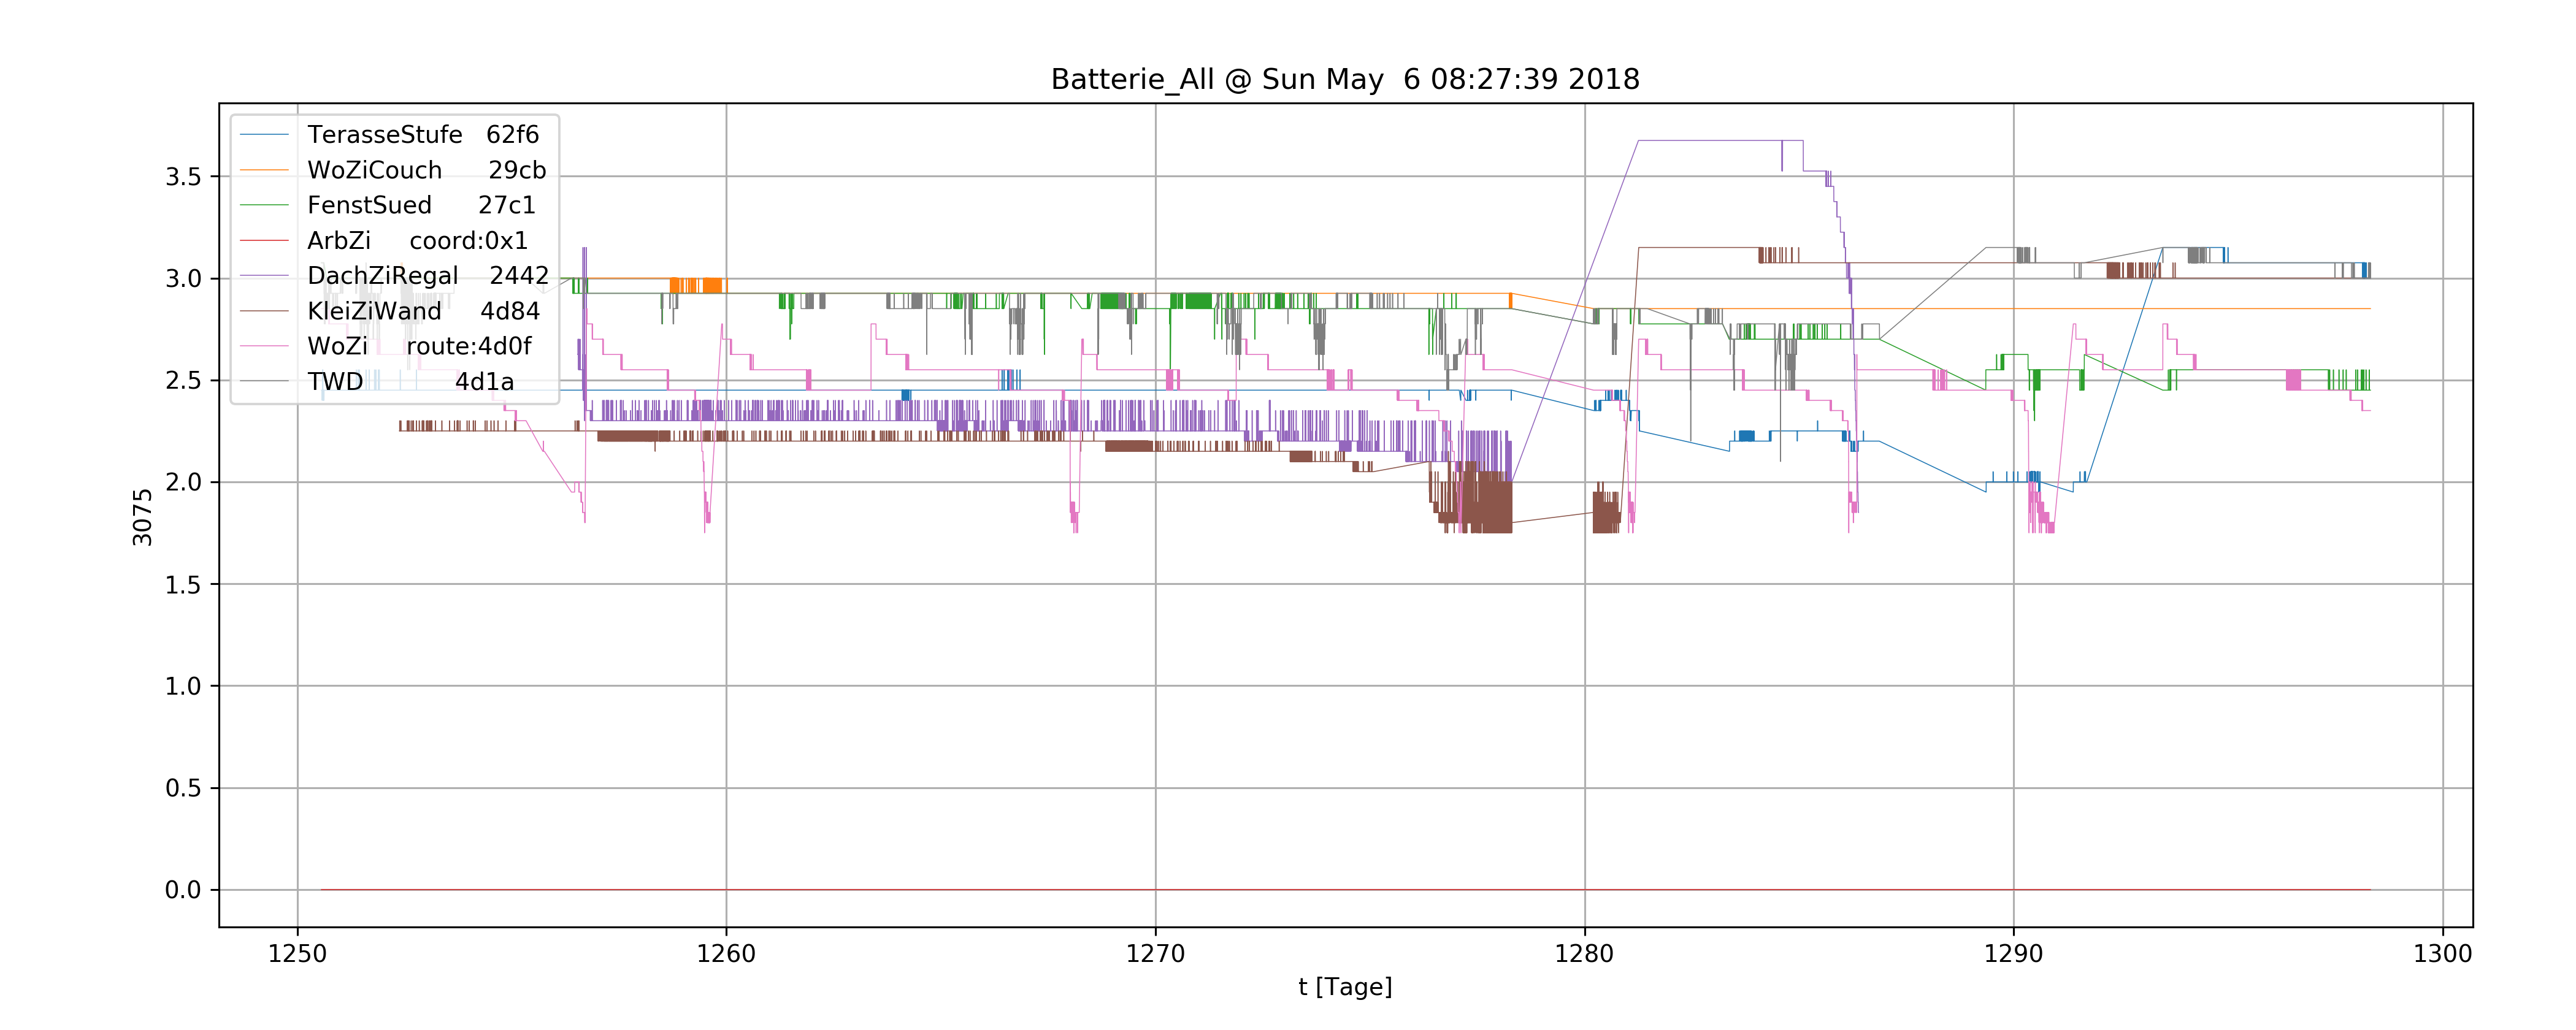 Batterie_All @ Sun May  6 08:27:39 2018
TerasseStufe   62f6
WoZiCouch      29cb
FenstSued      27c1
ArbZi     coord:0x1
DachZiRegal    2442
KleiZiWand     4d84
WoZi     route:4d0f
TWD            4d1a
3.5
3.0
2.5
2.0
1.5
1.0
0.5
0.0
3075
1250 1260 1270 1280 1290 1300
t [Tage]